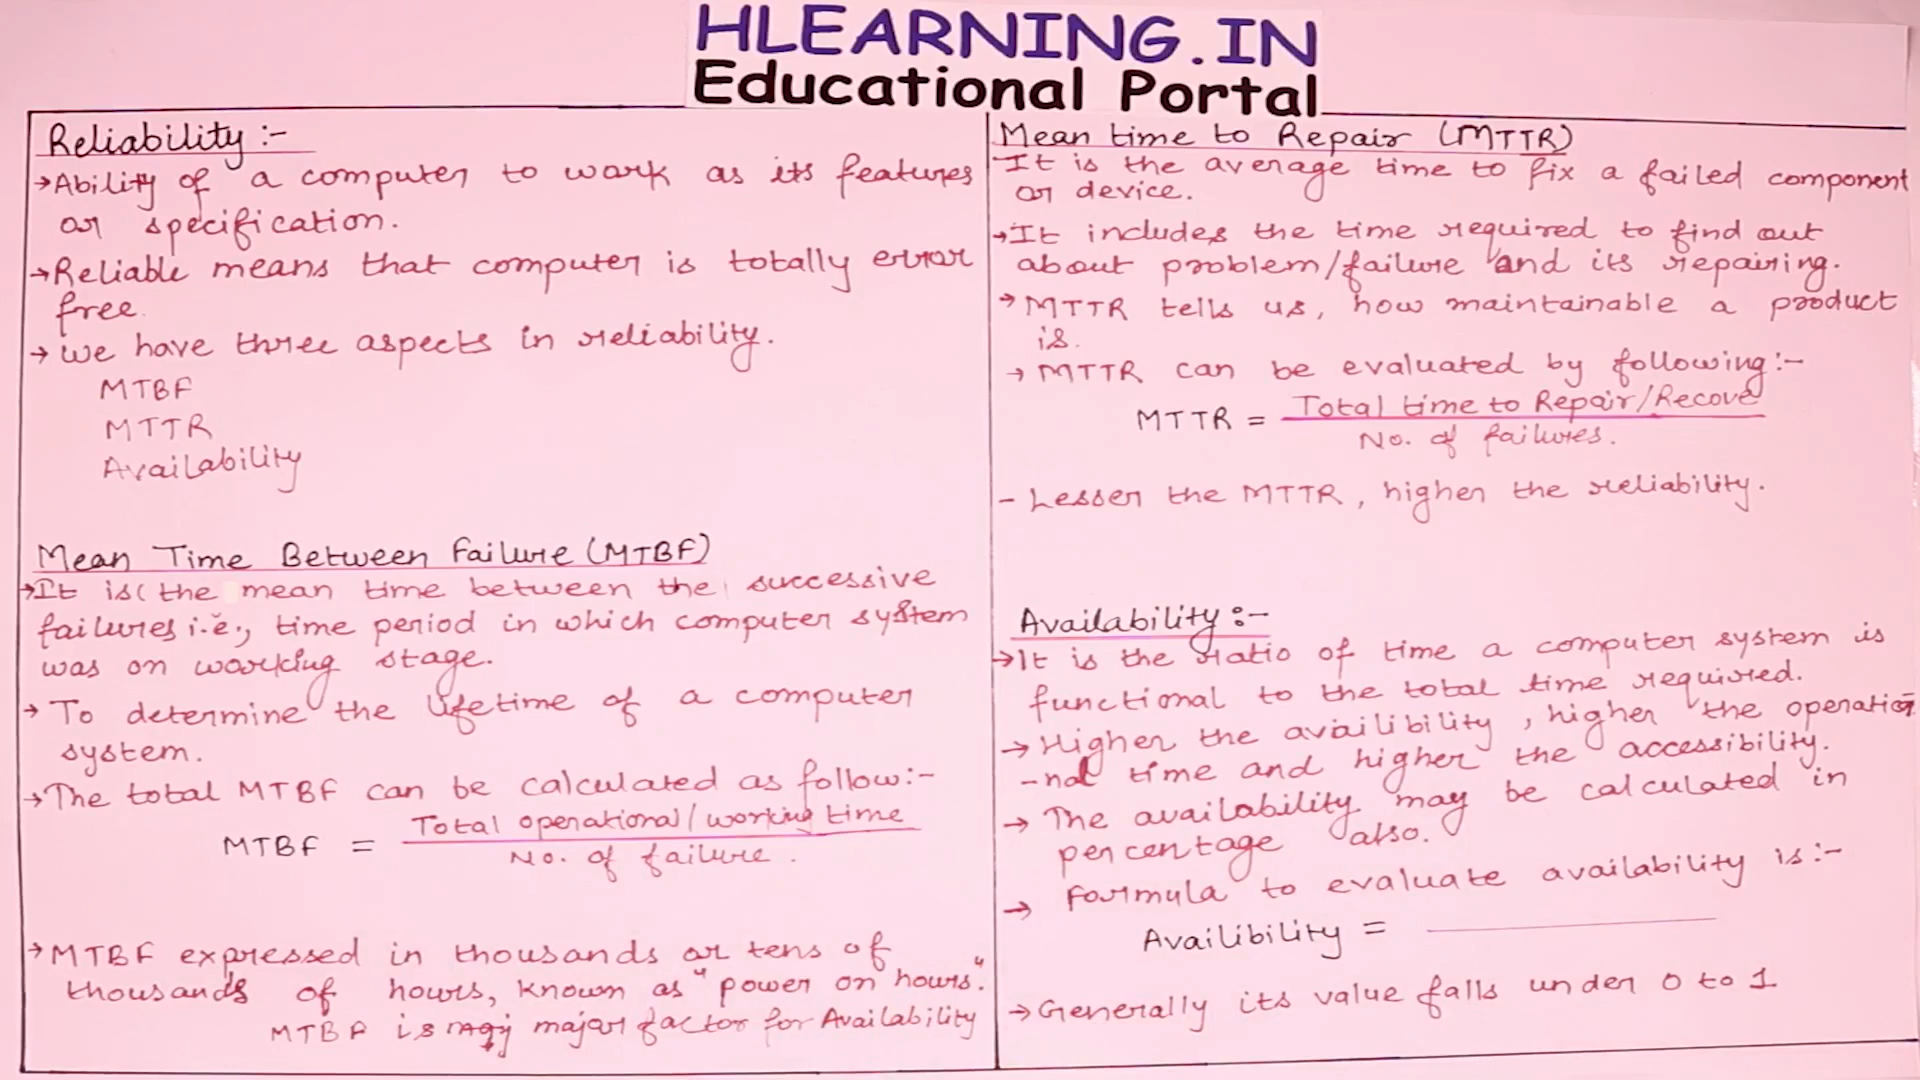 HLEARNING.IN
Educational Portal
Reliability :-
→Ability of a computer to work as its features
or specification.
→Reliable means that computer is totally error
free.
→ we have three aspects in reliability.
MTBF
MTTR
Availability
Mean Time Between Failure (MTBF)
→It is( the mean time between the successive
failures i.e., time period in which computer system
was on working stage.
→ To determine the lifetime of a computer
system.
→The total MTBF can be calculated as follow:-
MTBF = Total operational/working time
No. of failure.
→MTBF expressed in thousands or tens of
thousands of hours, known as "power on hours".
MTBF is major factor for Availability
Mean time to Repair (MTTR)
It is the average time to fix a failed component
or device.
→It includes the time required to find out
about problem/failure and its repairing.
→MTTR tells us, how maintainable a product
is.
→ MTTR can be evaluated by following:-
MTTR = Total time to Repair/Recove
No. of failures.
- Lesser the MTTR, higher the reliability.
Availability:-
→It is the ratio of time a computer system is
functional to the total time required.
→ Higher the availibility, higher the operatio
-nal time and higher the accessibility.
→ The availability may be calculated in
percentage also.
→ Formula to evaluate availability is:-
Availibility =
→Generally its value falls under 0 to 1